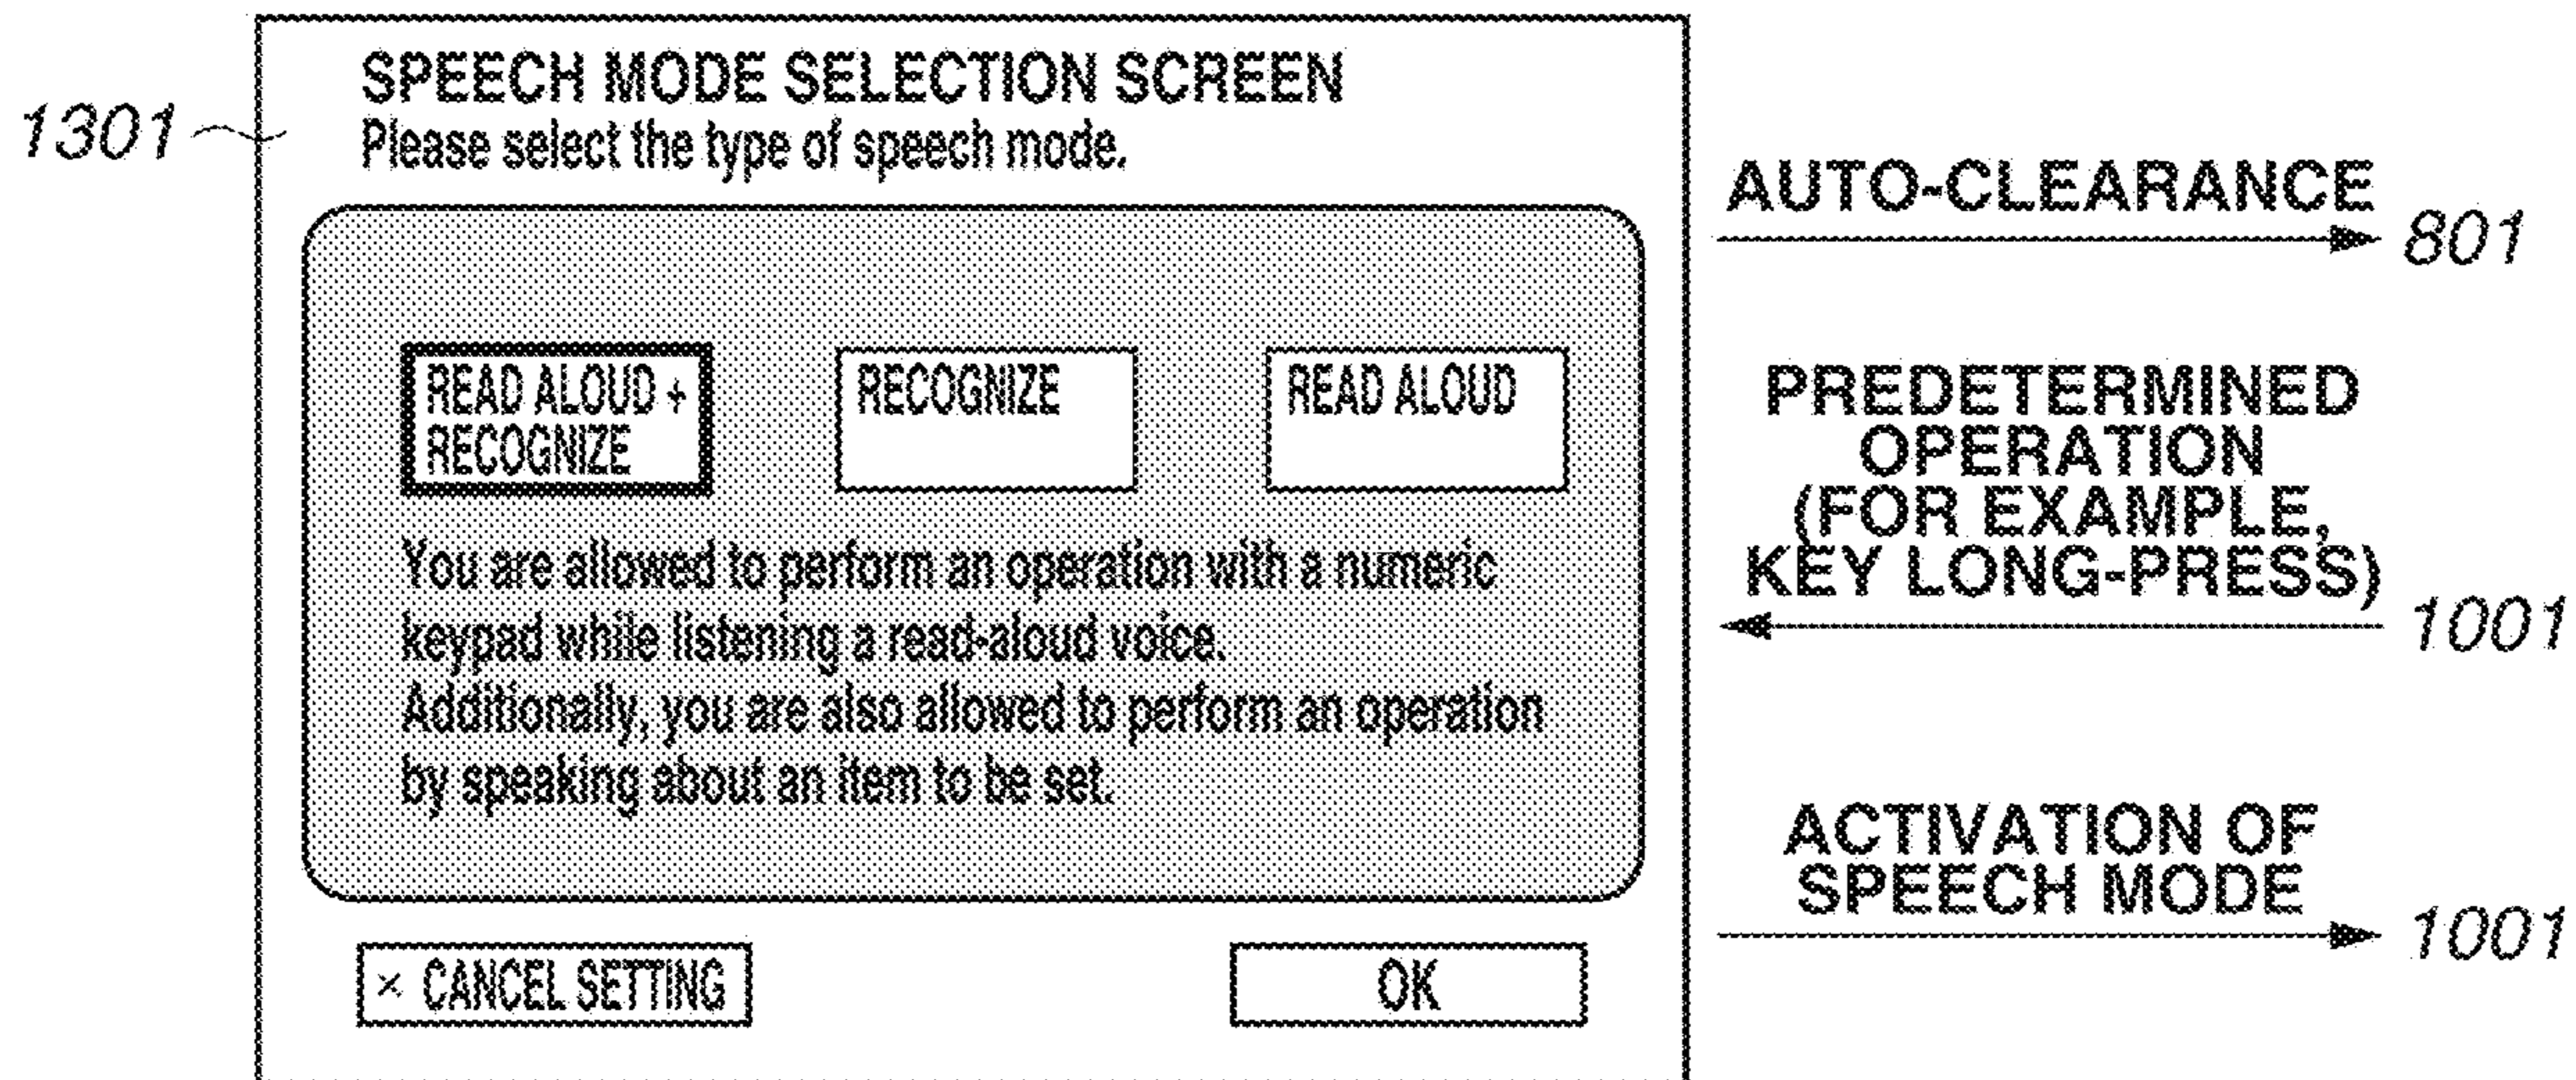 1301
SPEECH MODE SELECTION SCREEN
Please select the type of speech mode.
READ ALOUD +
RECOGNIZE
RECOGNIZE
READ ALOUD
You are allowed to perform an operation with a numeric
keypad while listening a read-aloud voice.
Additionally, you are also allowed to perform an operation
by speaking about an item to be set.
× CANCEL SETTING
OK
AUTO-CLEARANCE
801
PREDETERMINED
OPERATION
(FOR EXAMPLE,
KEY LONG-PRESS)
1001
ACTIVATION OF
SPEECH MODE
1001